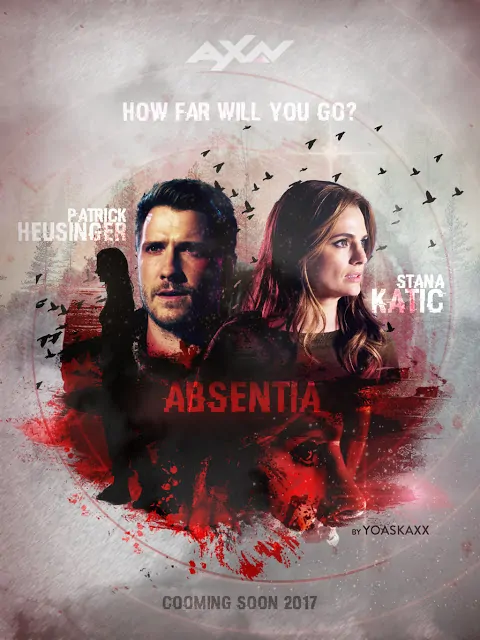 AXN
HOW FAR WILL YOU GO?
PATRICK
HEUSINGER
STANA
KATIC
ABSENTIA
BY YOASKAXX
COOMING SOON 2017